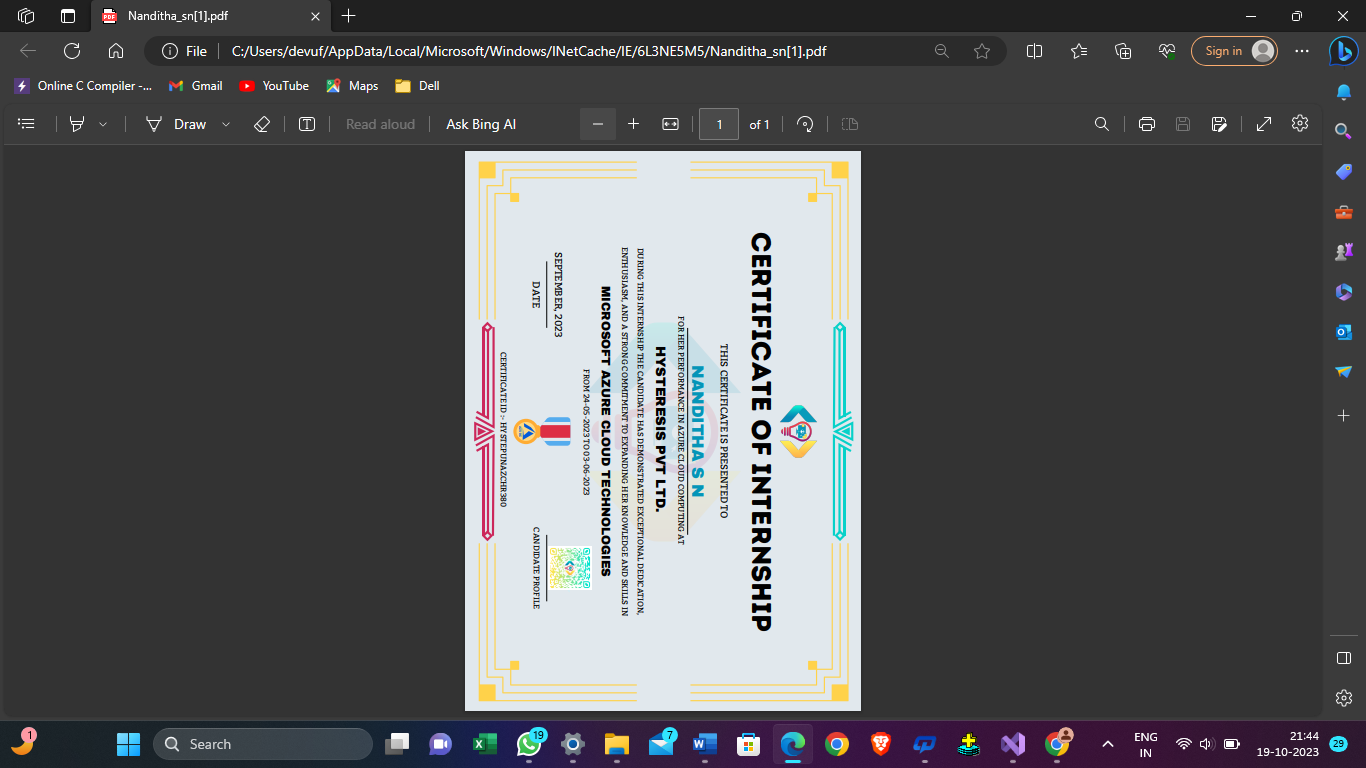 Nanditha_sn[1].pdf
File
C:/Users/devuf/AppData/Local/Microsoft/Windows/INetCache/IE/6L3NE5M5/Nanditha_sn[1].pdf
Sign in
Online C Compiler -...
Gmail
YouTube
Maps
Dell
Draw
Read aloud
Ask Bing AI
1
of 1
CERTIFICATE OF INTERNSHIP
THIS CERTIFICATE IS PRESENTED TO
NANDITHA S N
FOR HER PERFORMANCE IN AZURE CLOUD COMPUTING AT
HYSTERESIS PVT LTD.
DURING THIS INTERNSHIP THE CANDIDATE HAS DEMONSTRATED EXCEPTIONAL DEDICATION,
ENTHUSIASM, AND A STRONG COMMITMENT TO EXPANDING HER KNOWLEDGE AND SKILLS IN
MICROSOFT AZURE CLOUD TECHNOLOGIES
FROM 24-05-2023 TO 03-06-2023
SEPTEMBER, 2023
DATE
CANDIDATE PROFILE
CERTIFICATE ID :- HYSTEPUNAZCHR380
1
Search
19
7
ENG
IN
21:44
19-10-2023
29